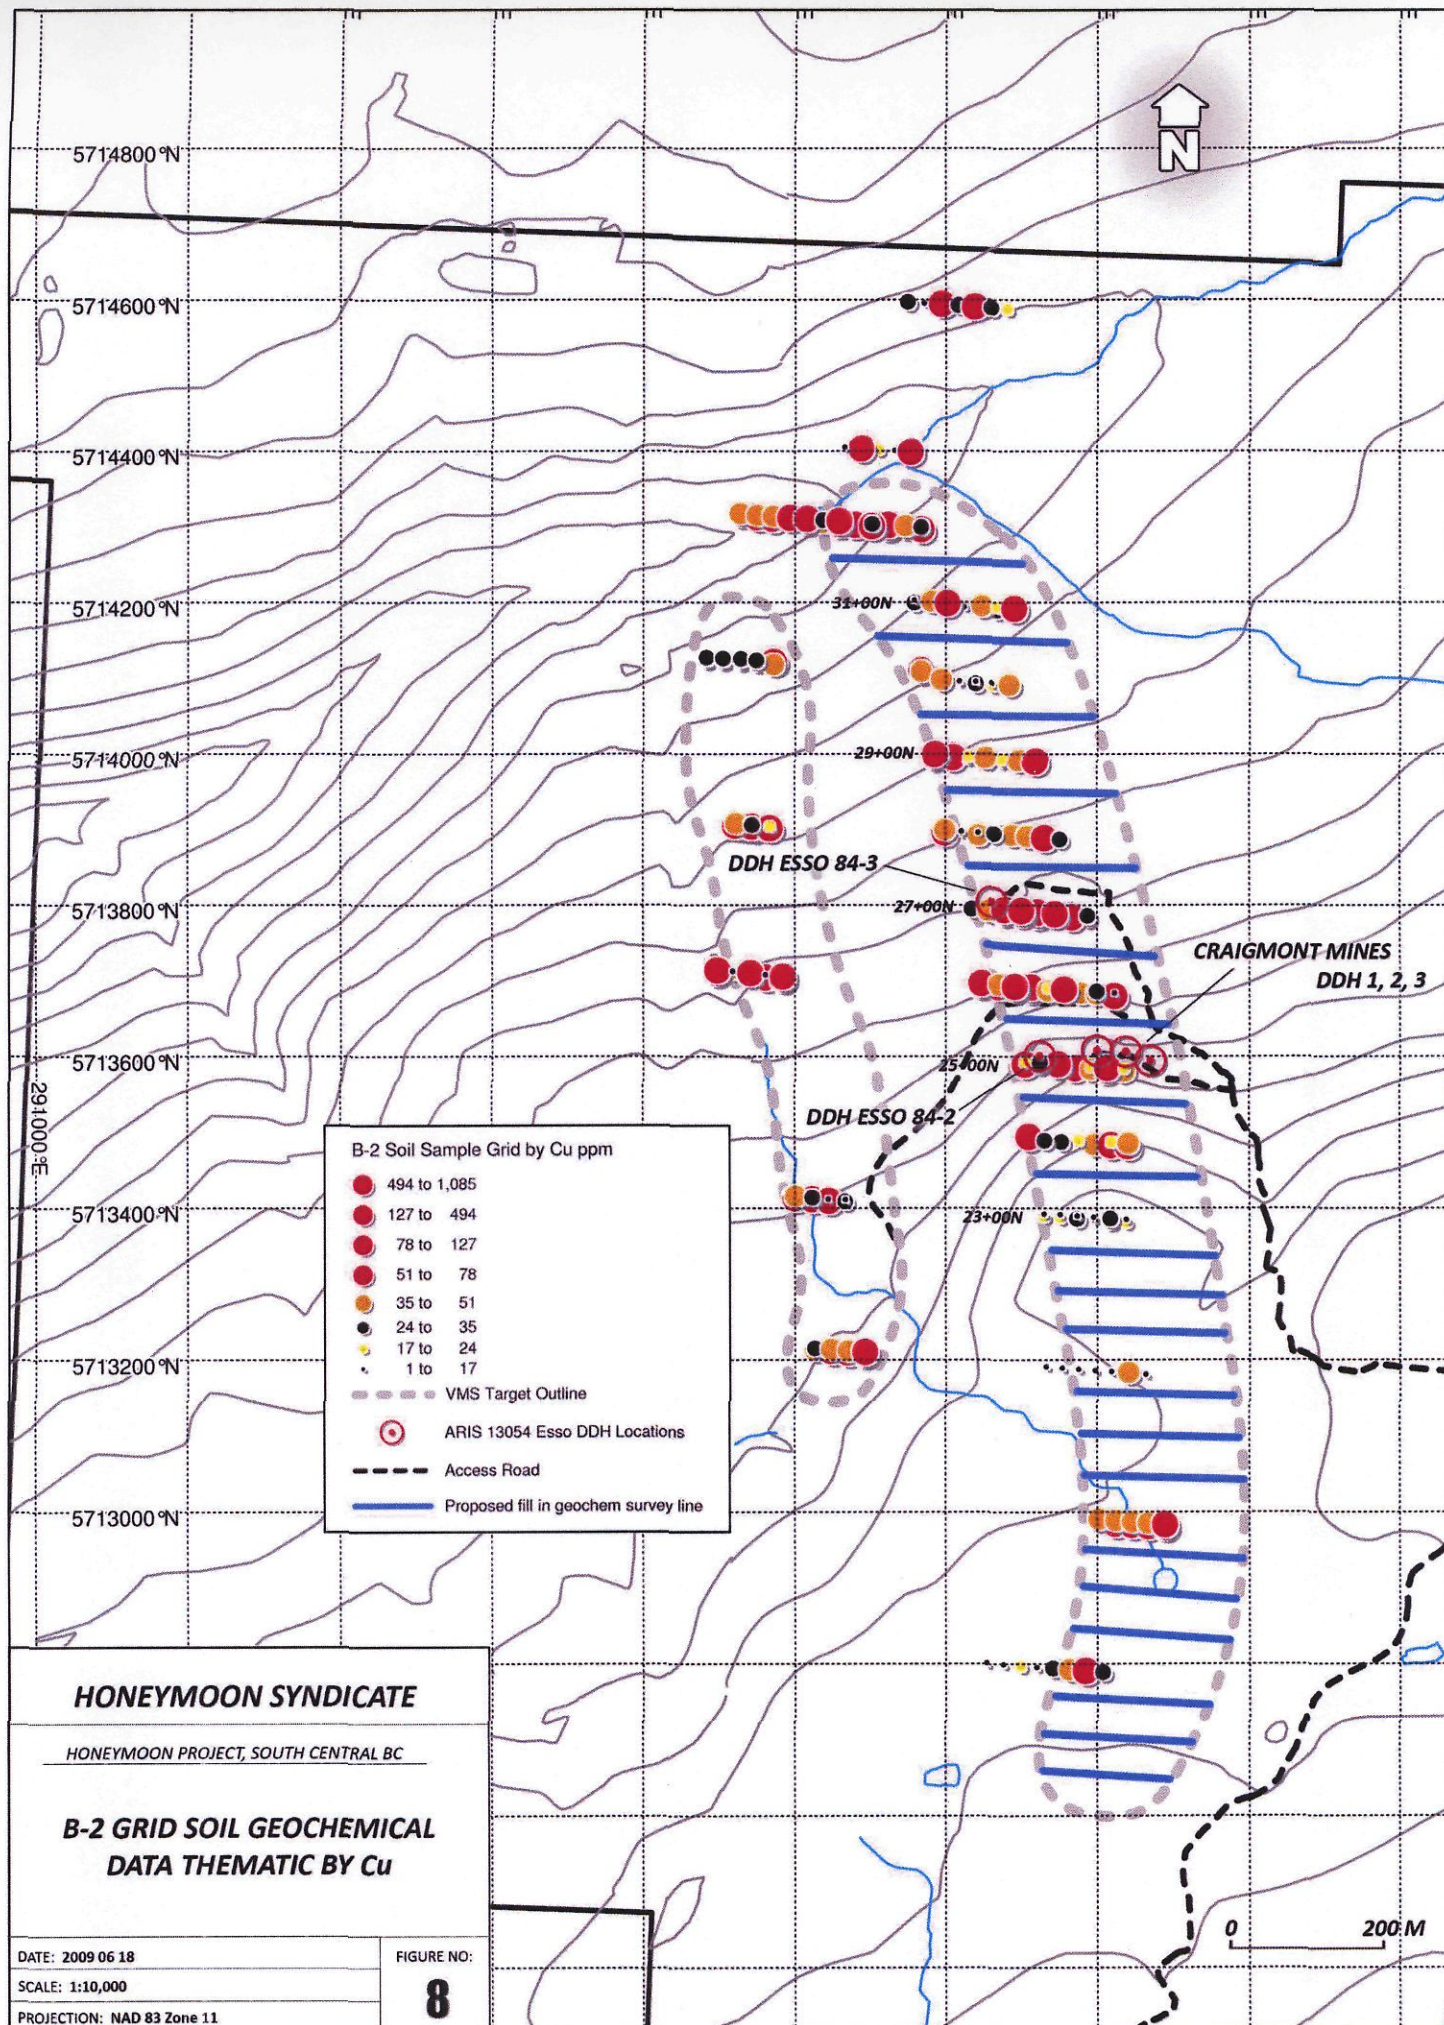 N
5714800°N
5714600°N
5714400°N
5714200°N
31+00N
5714000°N
29+00N
DDH ESSO 84-3
5713800°N
27+00N
CRAIGMONT MINES
DDH 1, 2, 3
5713600°N
25+00N
291000°E
DDH ESSO 84-2
5713400°N
23+00N
5713200°N
5713000°N
B-2 Soil Sample Grid by Cu ppm
494 to 1,085
127 to 494
78 to 127
51 to 78
35 to 51
24 to 35
17 to 24
1 to 17
VMS Target Outline
ARIS 13054 Esso DDH Locations
Access Road
Proposed fill in geochem survey line
HONEYMOON SYNDICATE
HONEYMOON PROJECT, SOUTH CENTRAL BC
B-2 GRID SOIL GEOCHEMICAL
DATA THEMATIC BY Cu
DATE: 2009 06 18
SCALE: 1:10,000
PROJECTION: NAD 83 Zone 11
FIGURE NO:
8
0 200 M